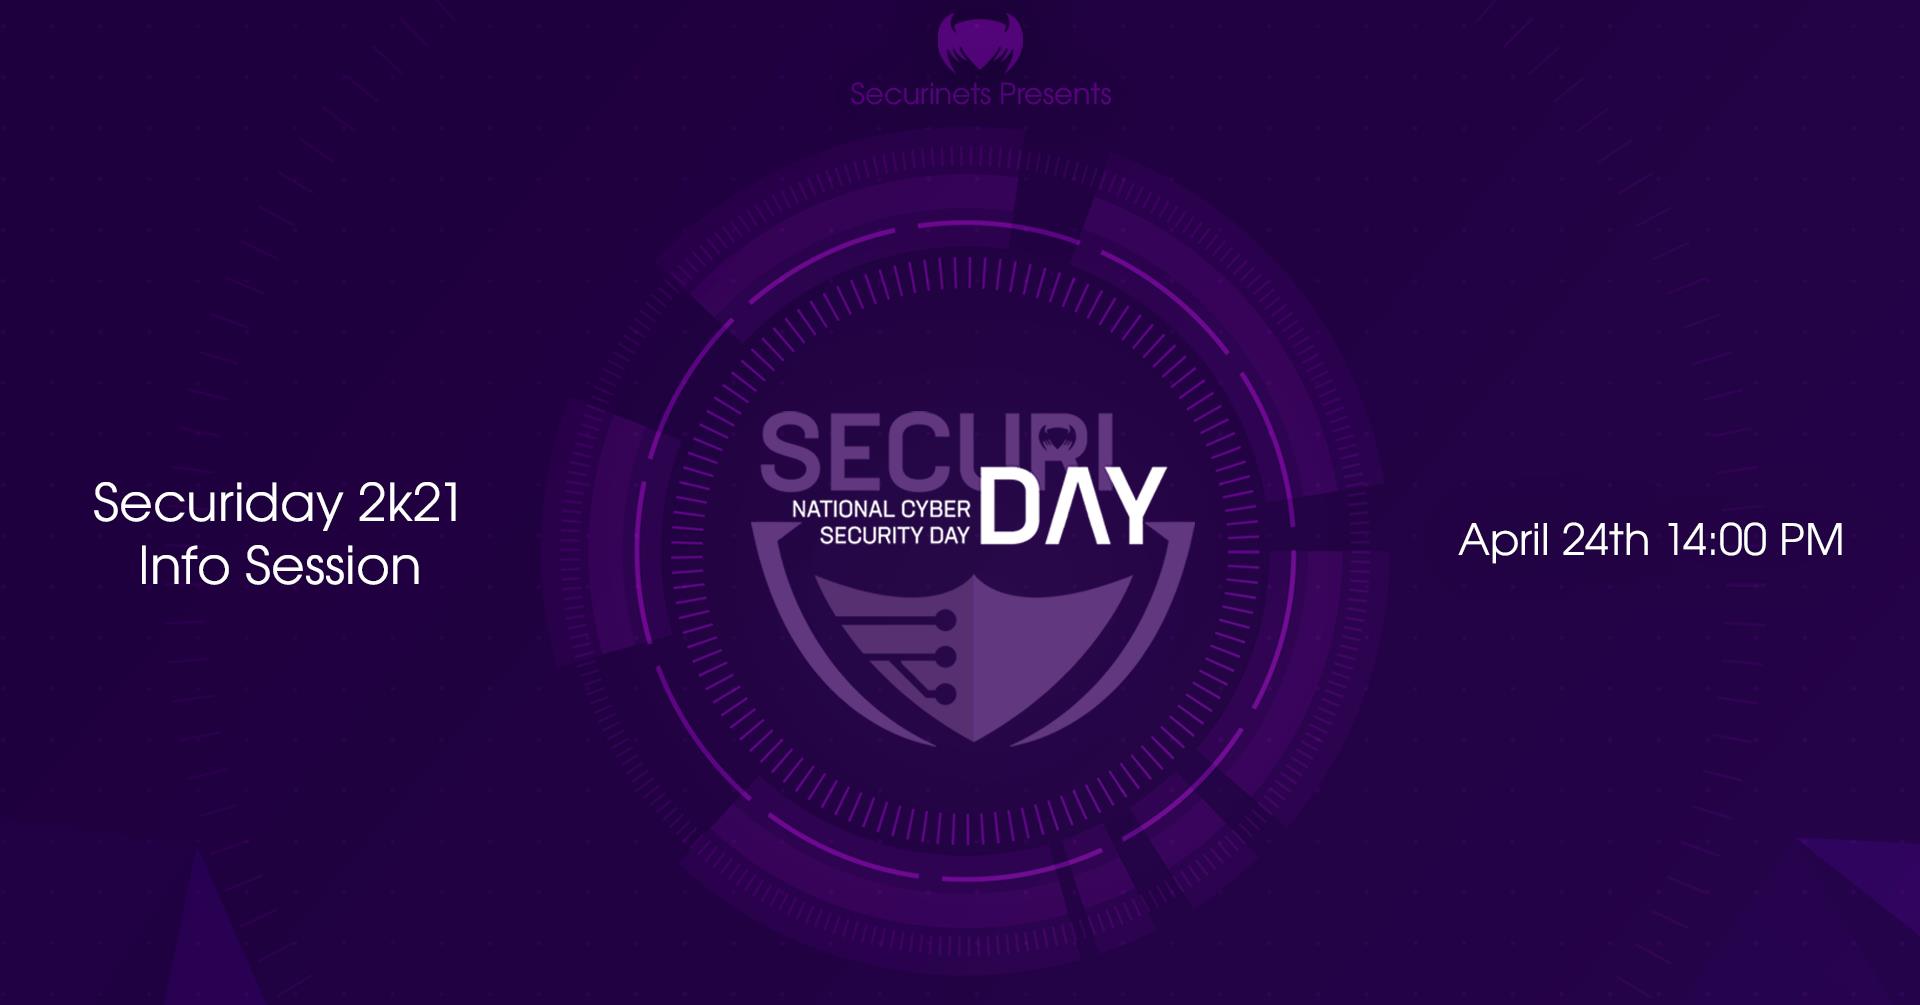 Securinets Presents
SECURI
DAY
NATIONAL CYBER
SECURITY DAY
Securiday 2k21
Info Session
April 24th 14:00 PM